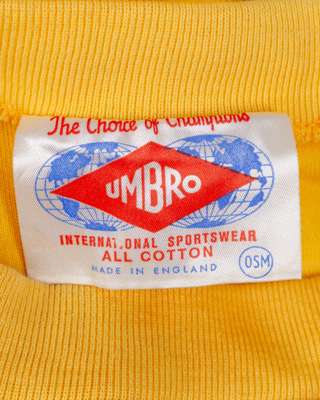 The Choice of Champions
UMBRO
INTERNATIONAL SPORTSWEAR
ALL COTTON
MADE IN ENGLAND
OSM